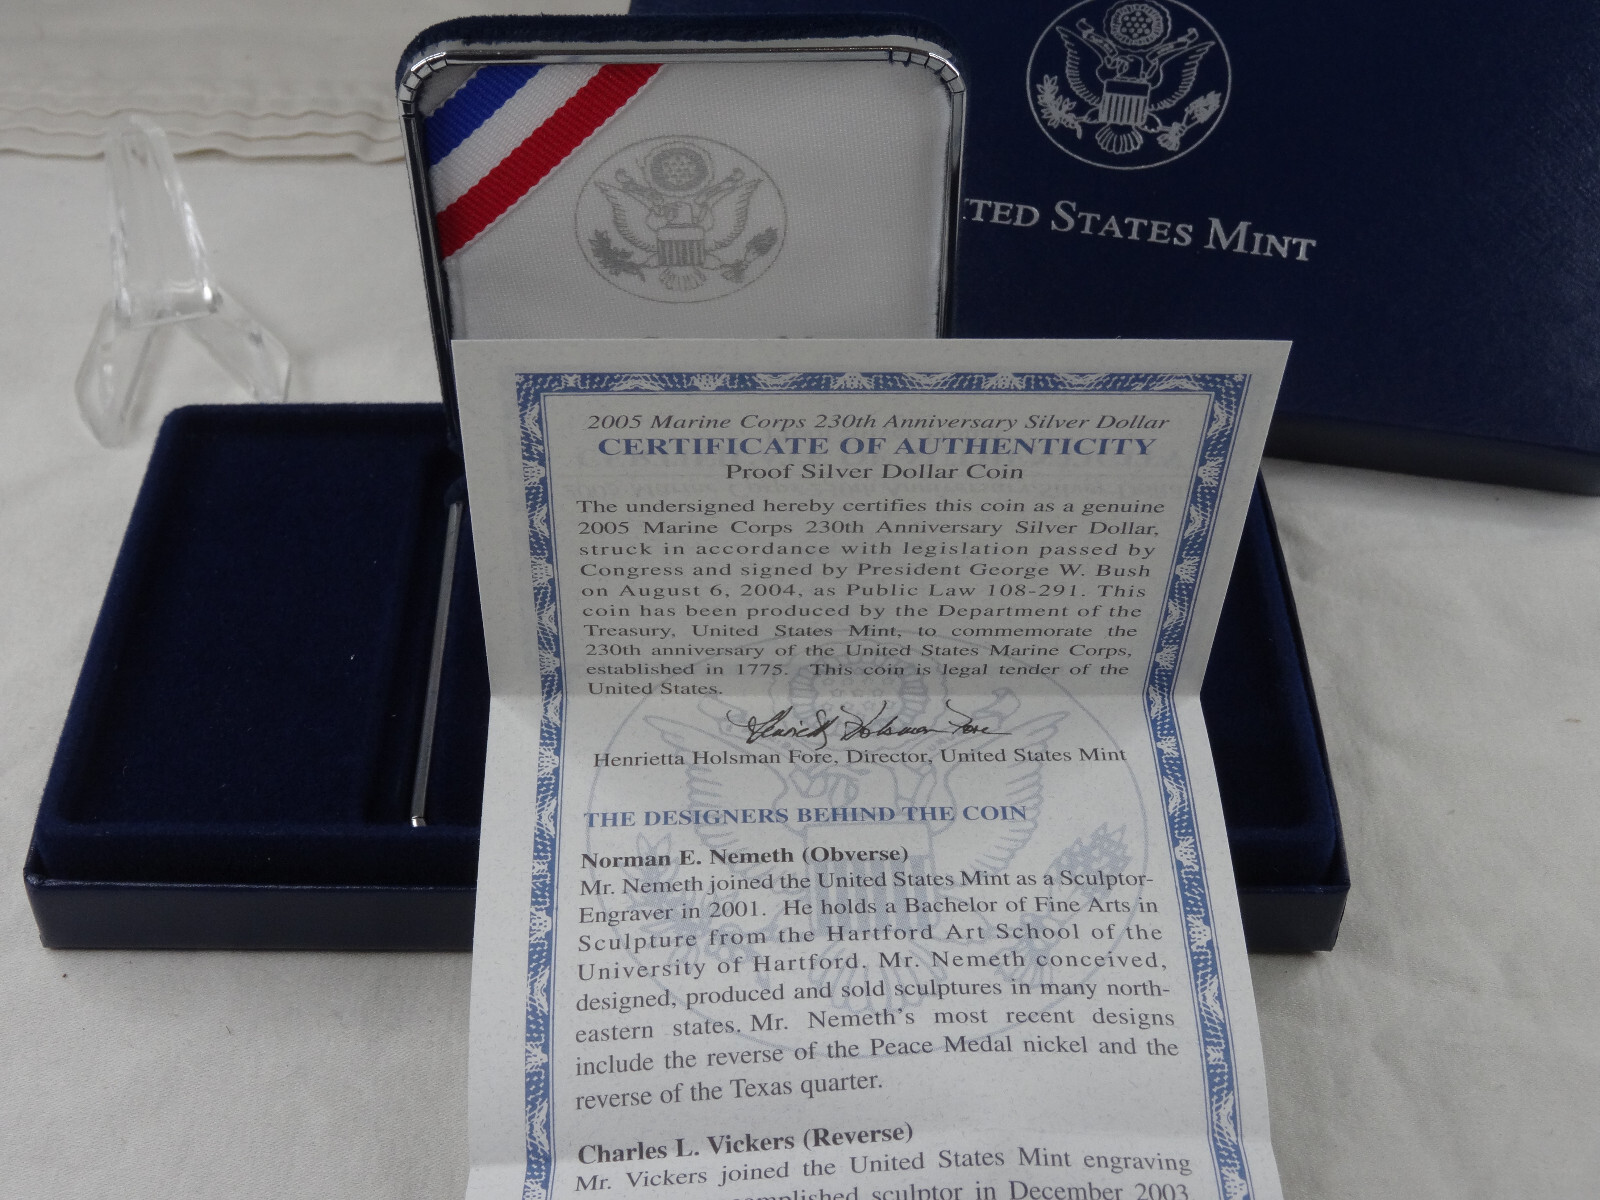 TED STATES MINT
2005 Marine Corps 230th Anniversary Silver Dollar
CERTIFICATE OF AUTHENTICITY
Proof Silver Dollar Coin
The undersigned hereby certifies this coin as a genuine
2005 Marine Corps 230th Anniversary Silver Dollar,
struck in accordance with legislation passed by
Congress and signed by President George W. Bush
on August 6, 2004, as Public Law 108-291. This
coin has been produced by the Department of the
Treasury, United States Mint, to commemorate the
230th anniversary of the United States Marine Corps,
established in 1775. This coin is legal tender of the
United States.
Henrietta Holsman Fore
Henrietta Holsman Fore, Director, United States Mint
THE DESIGNERS BEHIND THE COIN
Norman E. Nemeth (Obverse)
Mr. Nemeth joined the United States Mint as a Sculptor-
Engraver in 2001. He holds a Bachelor of Fine Arts in
Sculpture from the Hartford Art School of the
University of Hartford. Mr. Nemeth conceived,
designed, produced and sold sculptures in many north-
eastern states. Mr. Nemeth's most recent designs
include the reverse of the Peace Medal nickel and the
reverse of the Texas quarter.
Charles L. Vickers (Reverse)
Mr. Vickers joined the United States Mint engraving
sculptor in December 2003